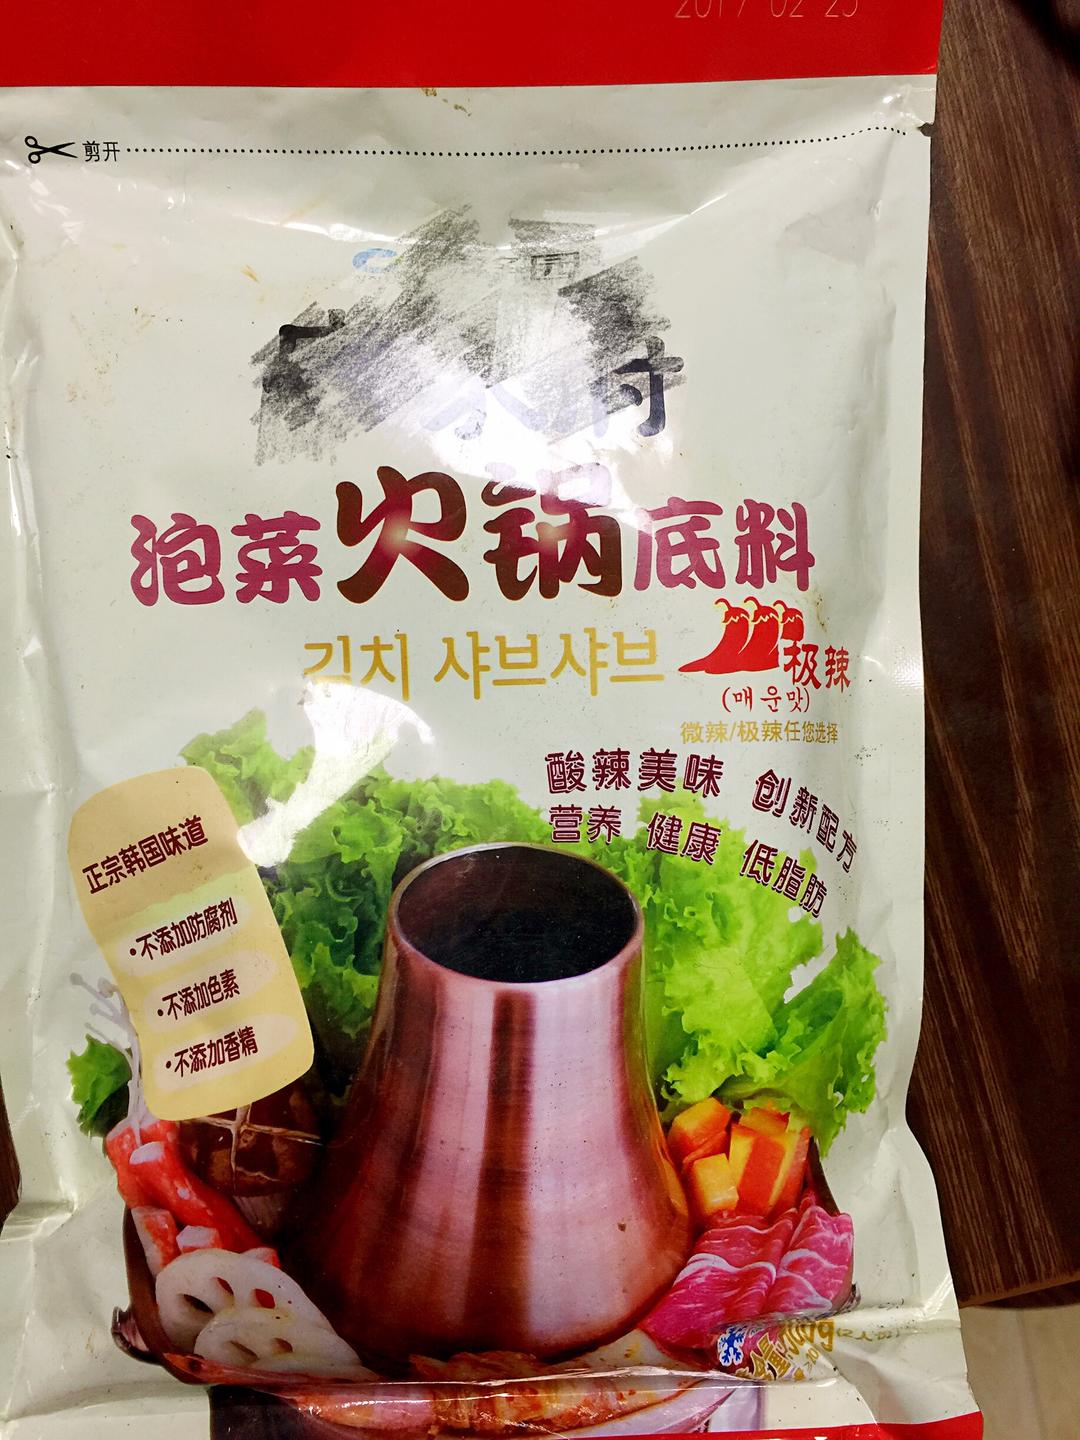 剪开
泡菜火锅底料
김치 샤브샤브
极辣
(매운맛)
微辣/极辣任您选择
酸辣美味 创新配方
营养 健康 低脂肪
正宗韩国味道
·不添加防腐剂
·不添加色素
·不添加香精